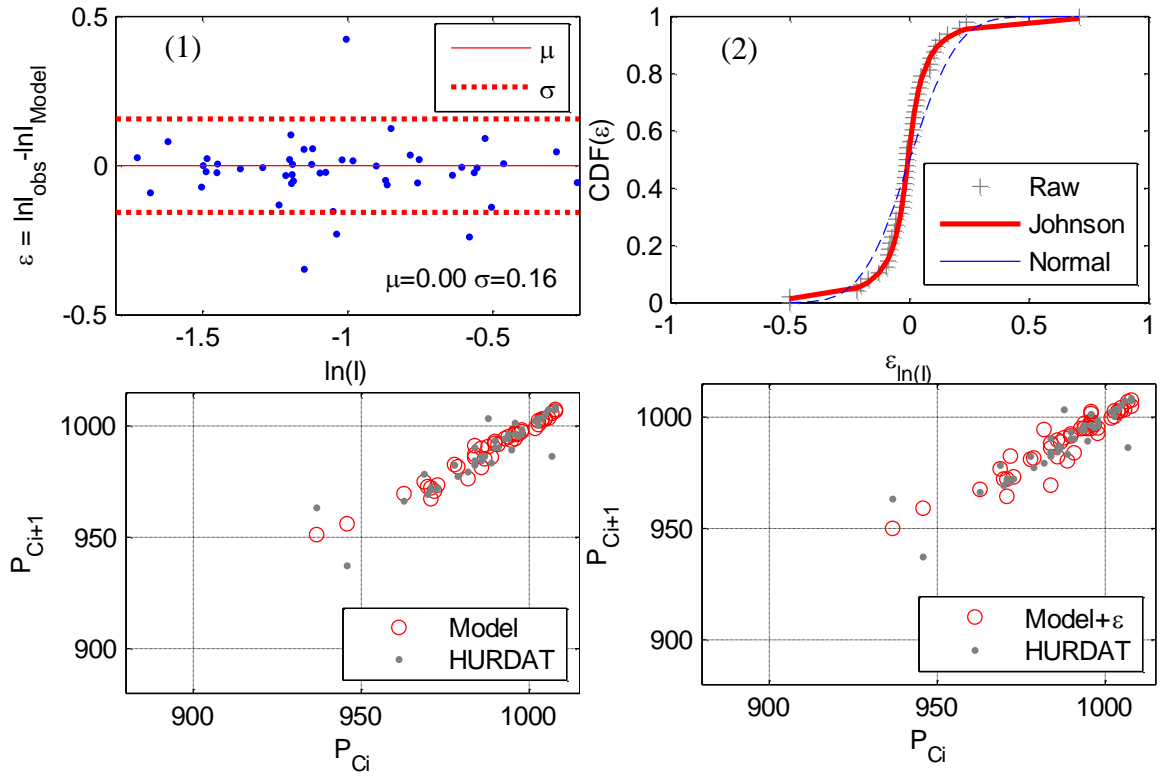 (1)
0.5
0
-0.5
ε = lnI_obs -lnI_Model
μ
σ
μ=0.00 σ=0.16
-1.5
-1
-0.5
ln(I)
(2)
1
0.8
0.6
0.4
0.2
0
CDF(ε)
Raw
Johnson
Normal
-1
-0.5
0
0.5
1
ε_ln(I)
1000
950
900
P_Ci+1
Model
HURDAT
900
950
1000
P_Ci
1000
950
900
P_Ci+1
Model+ε
HURDAT
900
950
1000
P_Ci